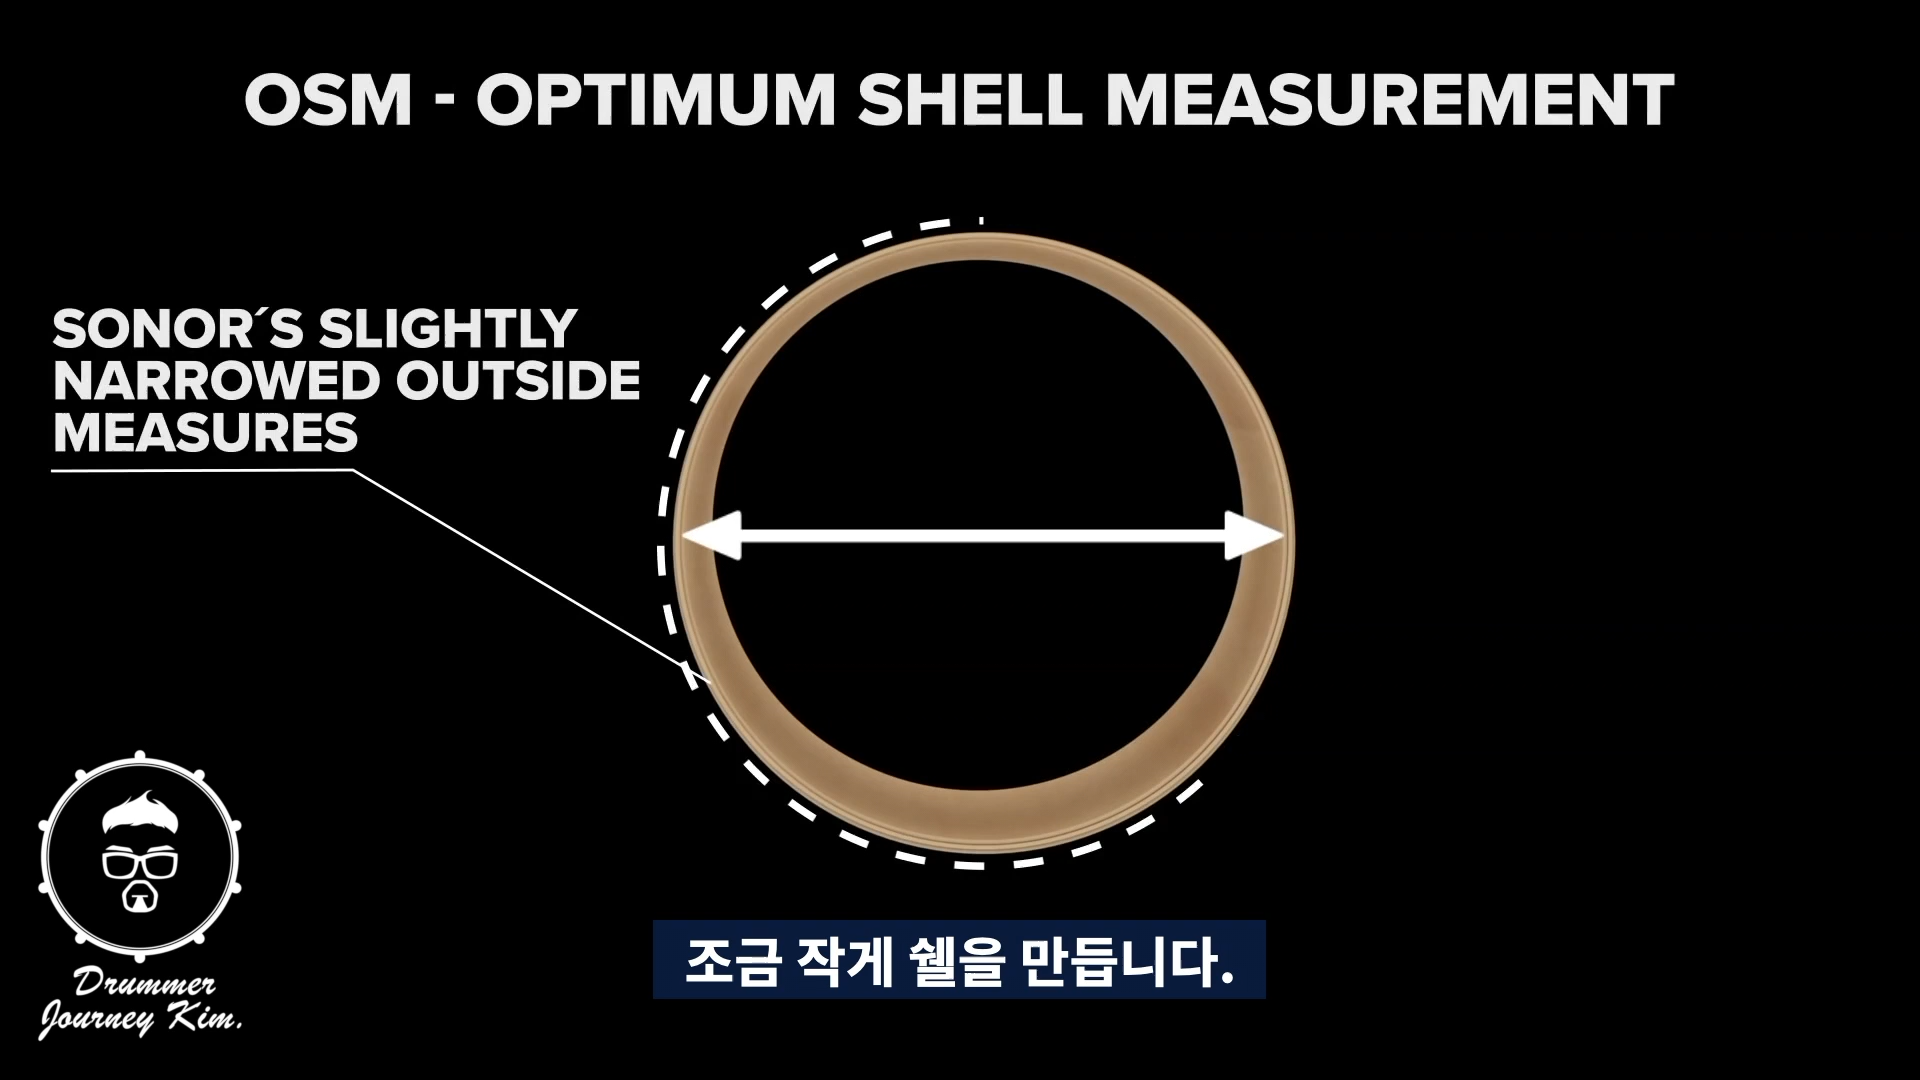 OSM - OPTIMUM SHELL MEASUREMENT
SONOR´S SLIGHTLY
NARROWED OUTSIDE
MEASURES
Drummer
Journey Kim.
조금 작게 쉘을 만듭니다.